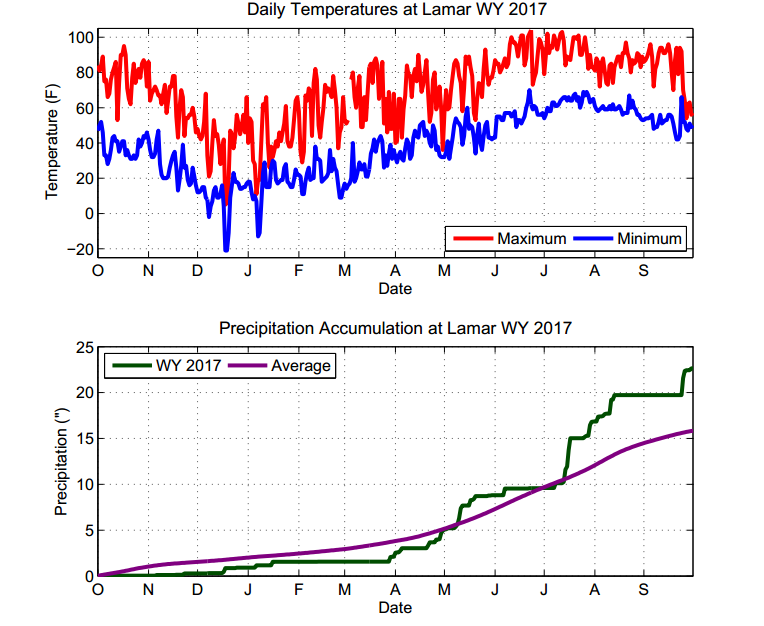 Daily Temperatures at Lamar WY 2017
100
80
60
40
20
0
−20
Temperature (F)
Maximum Minimum
O N D J F M A M J J A S
Date
Precipitation Accumulation at Lamar WY 2017
25
20
15
10
5
0
Precipitation (")
WY 2017 Average
O N D J F M A M J J A S
Date